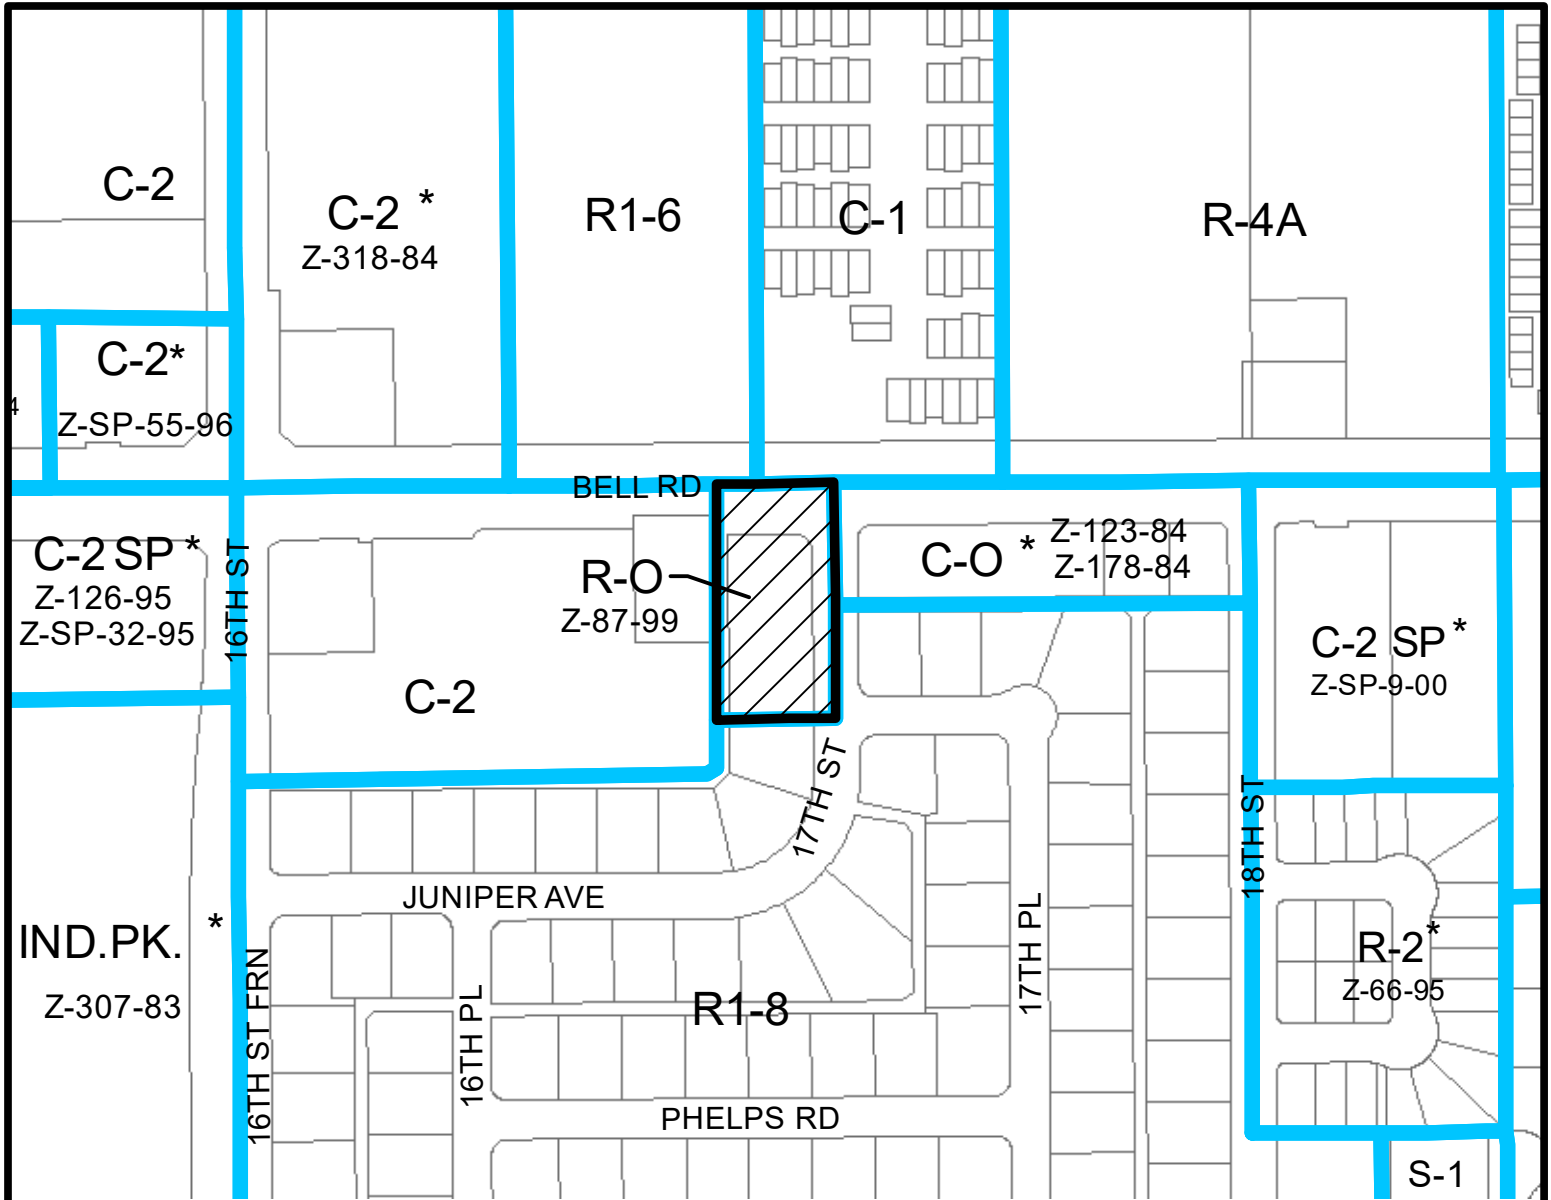 C-2
C-2 *
Z-318-84
R1-6
C-1
R-4A
C-2*
Z-SP-55-96
4
BELL RD
C-2 SP *
Z-126-95
Z-SP-32-95
16TH ST
R-O
Z-87-99
C-O * Z-123-84
Z-178-84
C-2 SP *
Z-SP-9-00
C-2
17TH ST
18TH ST
JUNIPER AVE
IND.PK. *
Z-307-83
16TH ST FRN
16TH PL
R1-8
17TH PL
R-2*
Z-66-95
PHELPS RD
S-1